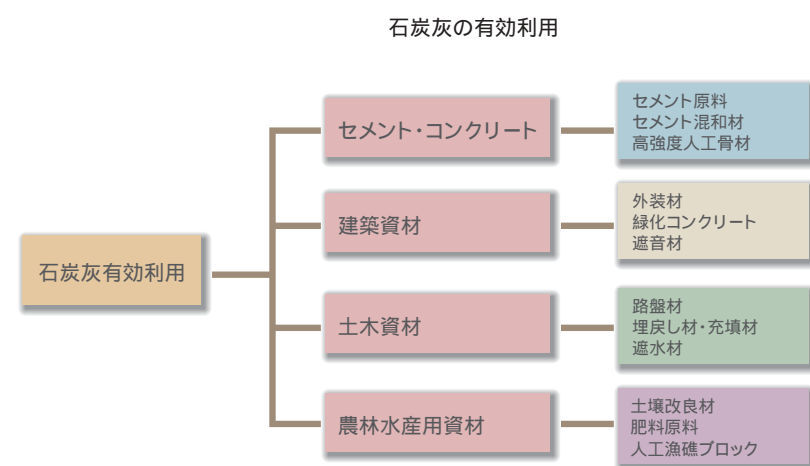 石炭灰の有効利用
石炭灰有効利用
セメント・コンクリート
セメント原料
セメント混和材
高強度人工骨材
建築資材
外装材
緑化コンクリート
遮音材
土木資材
路盤材
埋戻し材・充填材
遮水材
農林水産用資材
土壌改良材
肥料原料
人工漁礁ブロック